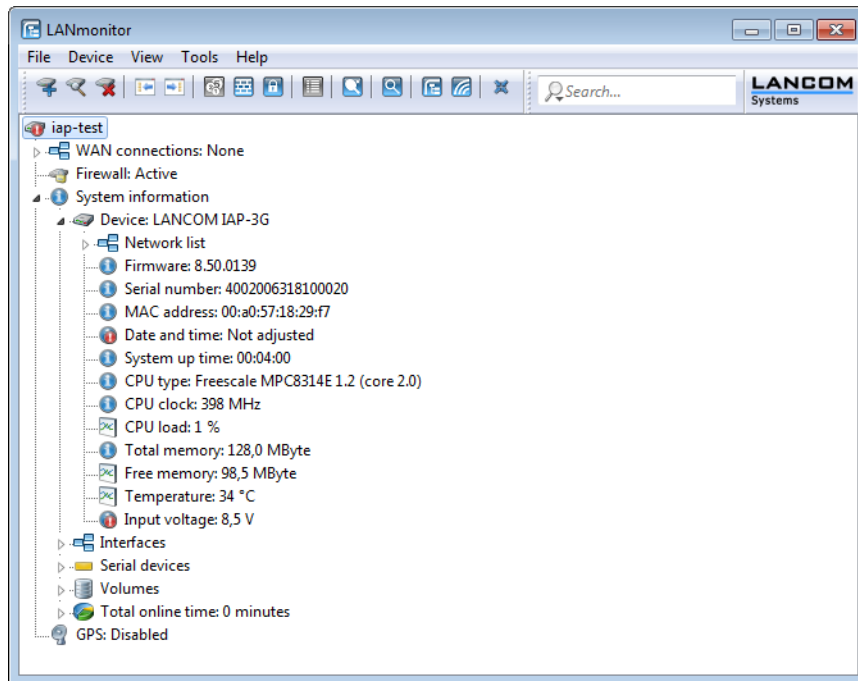 LANmonitor
File Device View Tools Help
Search...
LANCOM
Systems
iap-test
WAN connections: None
Firewall: Active
System information
Device: LANCOM IAP-3G
Network list
Firmware: 8.50.0139
Serial number: 4002006318100020
MAC address: 00:a0:57:18:29:f7
Date and time: Not adjusted
System up time: 00:04:00
CPU type: Freescale MPC8314E 1.2 (core 2.0)
CPU clock: 398 MHz
CPU load: 1 %
Total memory: 128,0 MByte
Free memory: 98,5 MByte
Temperature: 34 °C
Input voltage: 8,5 V
Interfaces
Serial devices
Volumes
Total online time: 0 minutes
GPS: Disabled